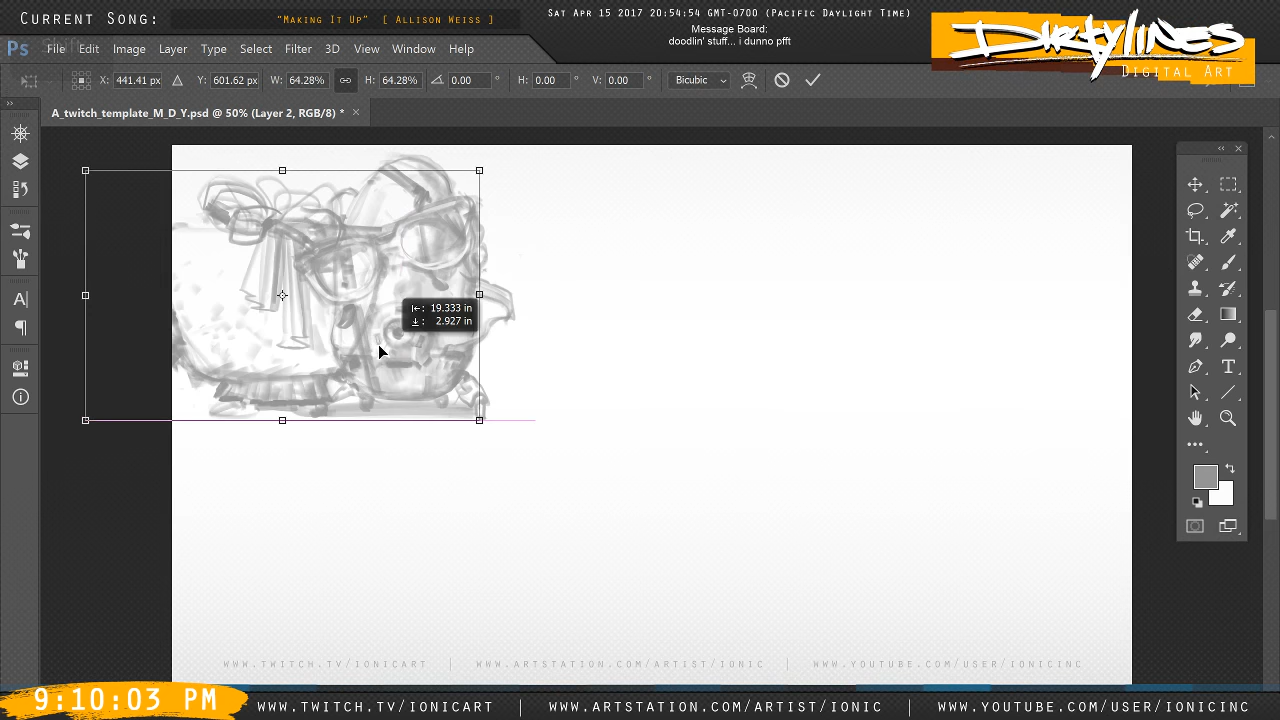 Current Song: "Making It Up" [ Allison Weiss ]
Sat Apr 15 2017 20:54:54 GMT-0700 (Pacific Daylight Time)
Message Board:
doodlin' stuff... i dunno pfft
Dirtylines
Digital Art
Ps File Edit Image Layer Type Select Filter 3D View Window Help
X: 441.41 px Y: 601.62 px W: 64.28% H: 64.28% 0.00 ° H: 0.00 ° V: 0.00 ° Bicubic
A_twitch_template_M_D_Y.psd @ 50% (Layer 2, RGB/8) * ×
19.333 in
2.927 in
www.twitch.tv/ionicart | www.artstation.com/artist/ionic | www.youtube.com/user/ionicinc
9:10:03 PM www.twitch.tv/ionicart | www.artstation.com/artist/ionic | www.youtube.com/user/ionicinc